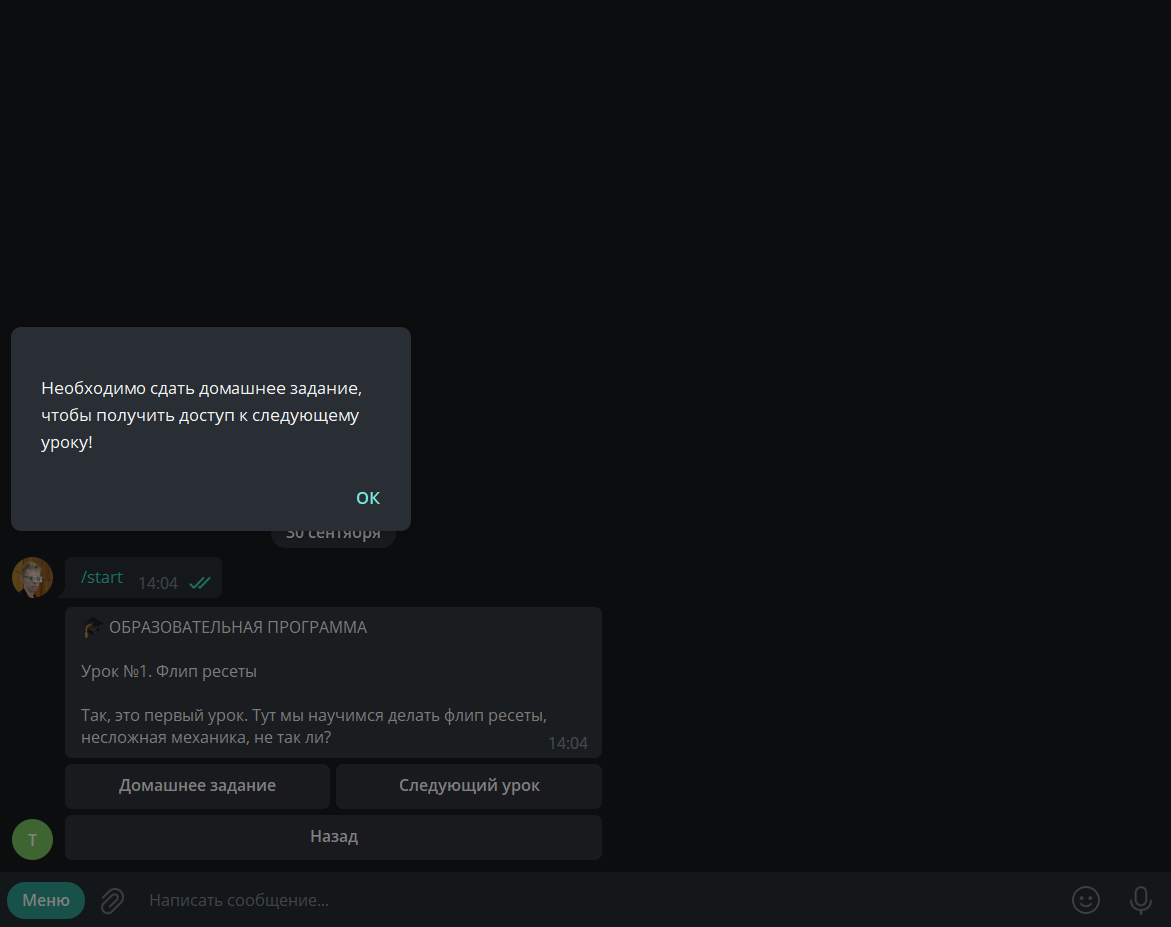 Необходимо сдать домашнее задание,
чтобы получить доступ к следующему
уроку!
ОК
30 сентября
/start 14:04
🎓 ОБРАЗОВАТЕЛЬНАЯ ПРОГРАММА
Урок №1. Флип ресеты
Так, это первый урок. Тут мы научимся делать флип ресеты,
несложная механика, не так ли?
14:04
Домашнее задание Следующий урок
Т
Назад
Меню Написать сообщение...